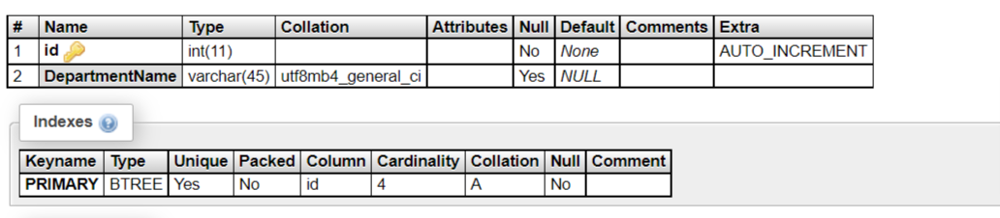 # Name Type Collation Attributes Null Default Comments Extra
1 id int(11) No None AUTO_INCREMENT
2 DepartmentName varchar(45) utf8mb4_general_ci Yes NULL
Indexes
Keyname Type Unique Packed Column Cardinality Collation Null Comment
PRIMARY BTREE Yes No id 4 A No